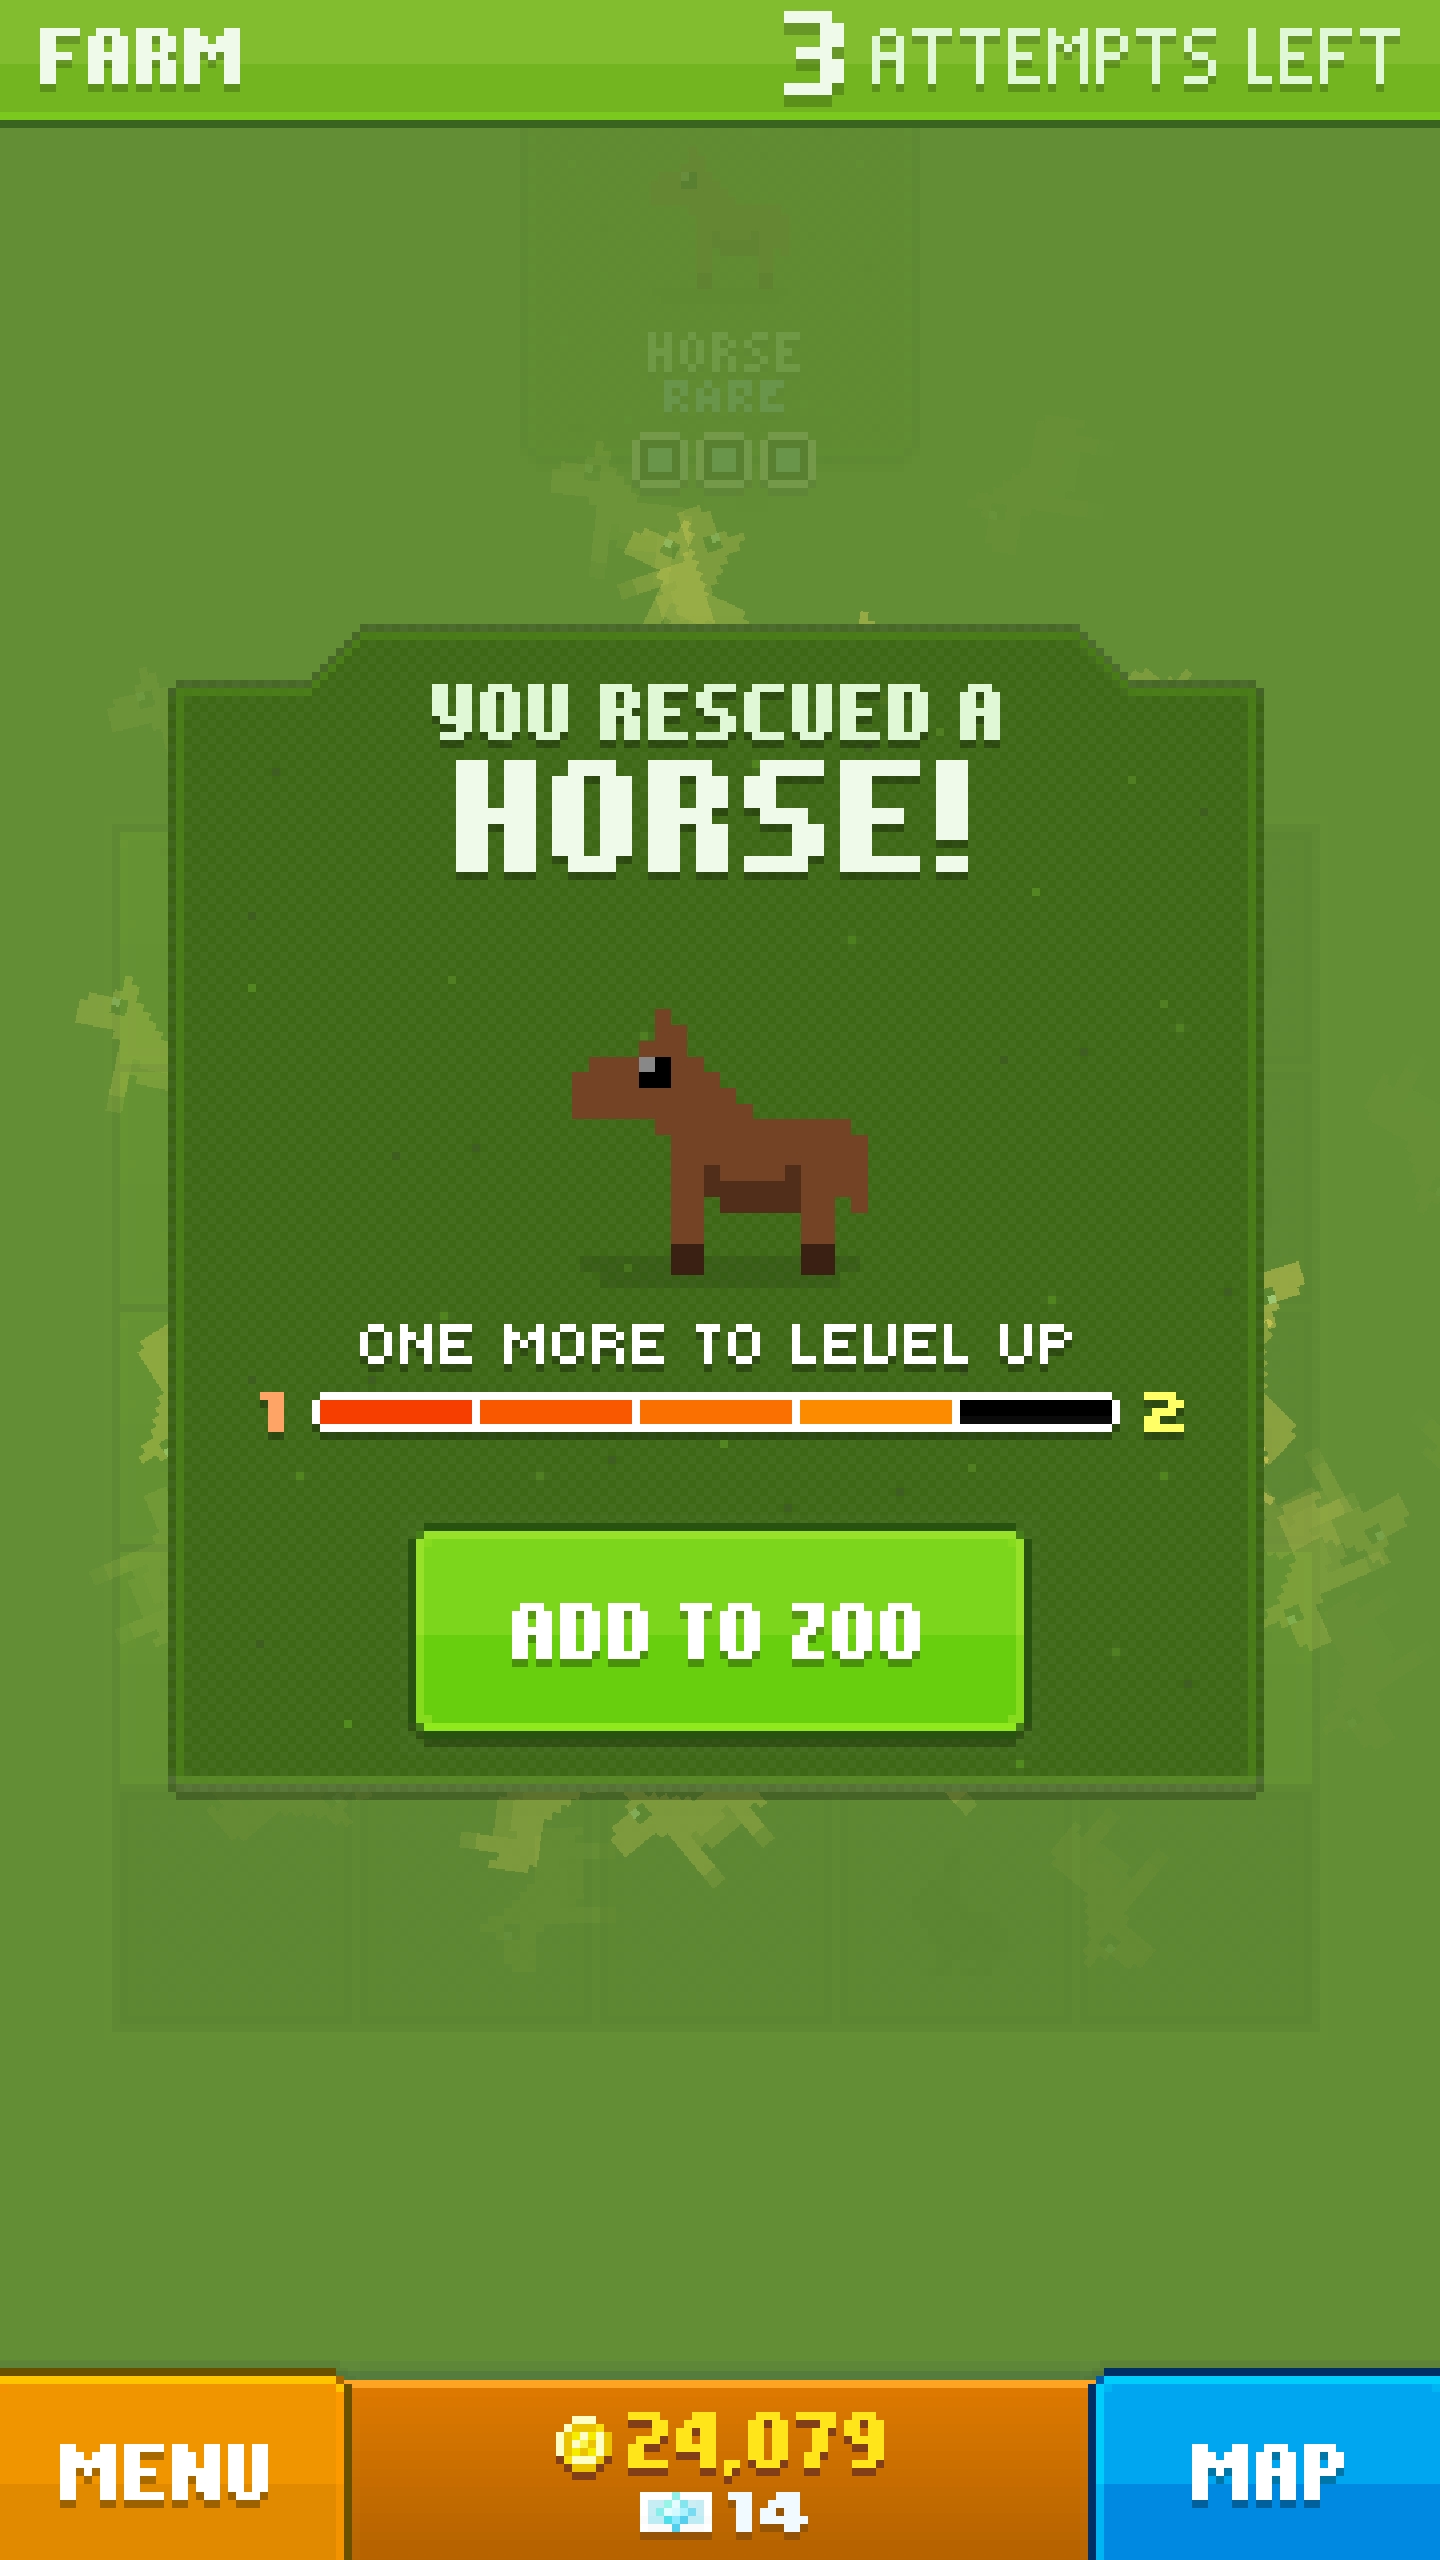 FARM
3 ATTEMPTS LEFT
HORSE
RARE
YOU RESCUED A
HORSE!
ONE MORE TO LEVEL UP
1 2
ADD TO ZOO
MENU
24,079
14
MAP